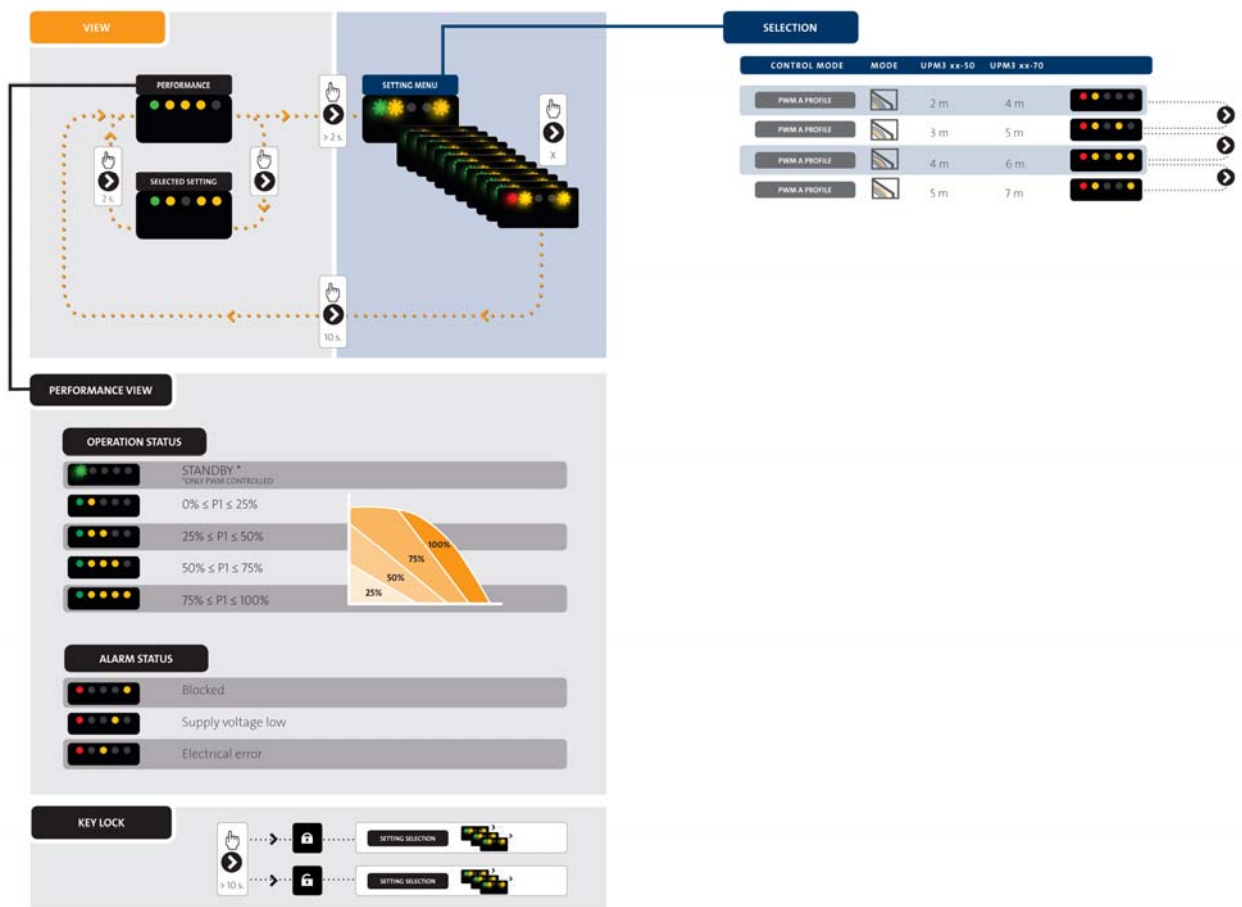 VIEW
PERFORMANCE
> 2 s.
SETTING MENU
X
2 s.
SELECTED SETTING
10 s.
SELECTION
CONTROL MODE MODE UPM3 xx-50 UPM3 xx-70
PWM A PROFILE 2 m 4 m
PWM A PROFILE 3 m 5 m
PWM A PROFILE 4 m 6 m
PWM A PROFILE 5 m 7 m
PERFORMANCE VIEW
OPERATION STATUS
STANDBY *
*ONLY PWM CONTROLLED
0% ≤ P1 ≤ 25%
25% ≤ P1 ≤ 50%
50% ≤ P1 ≤ 75%
75% ≤ P1 ≤ 100%
100%
75%
50%
25%
ALARM STATUS
Blocked
Supply voltage low
Electrical error
KEY LOCK
> 10 s.
SETTING SELECTION
SETTING SELECTION